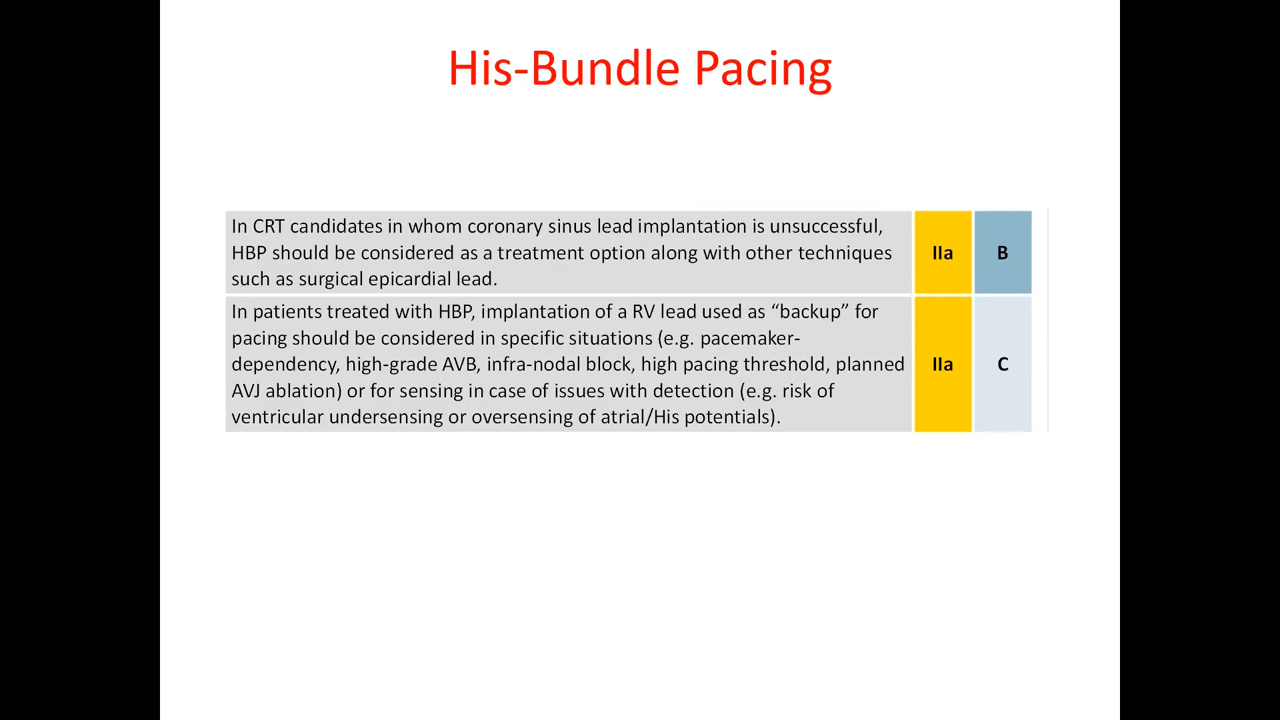 His-Bundle Pacing
In CRT candidates in whom coronary sinus lead implantation is unsuccessful,
HBP should be considered as a treatment option along with other techniques
such as surgical epicardial lead.
IIa
B
In patients treated with HBP, implantation of a RV lead used as “backup” for
pacing should be considered in specific situations (e.g. pacemaker-
dependency, high-grade AVB, infra-nodal block, high pacing threshold, planned
AVJ ablation) or for sensing in case of issues with detection (e.g. risk of
ventricular undersensing or oversensing of atrial/His potentials).
IIa
C